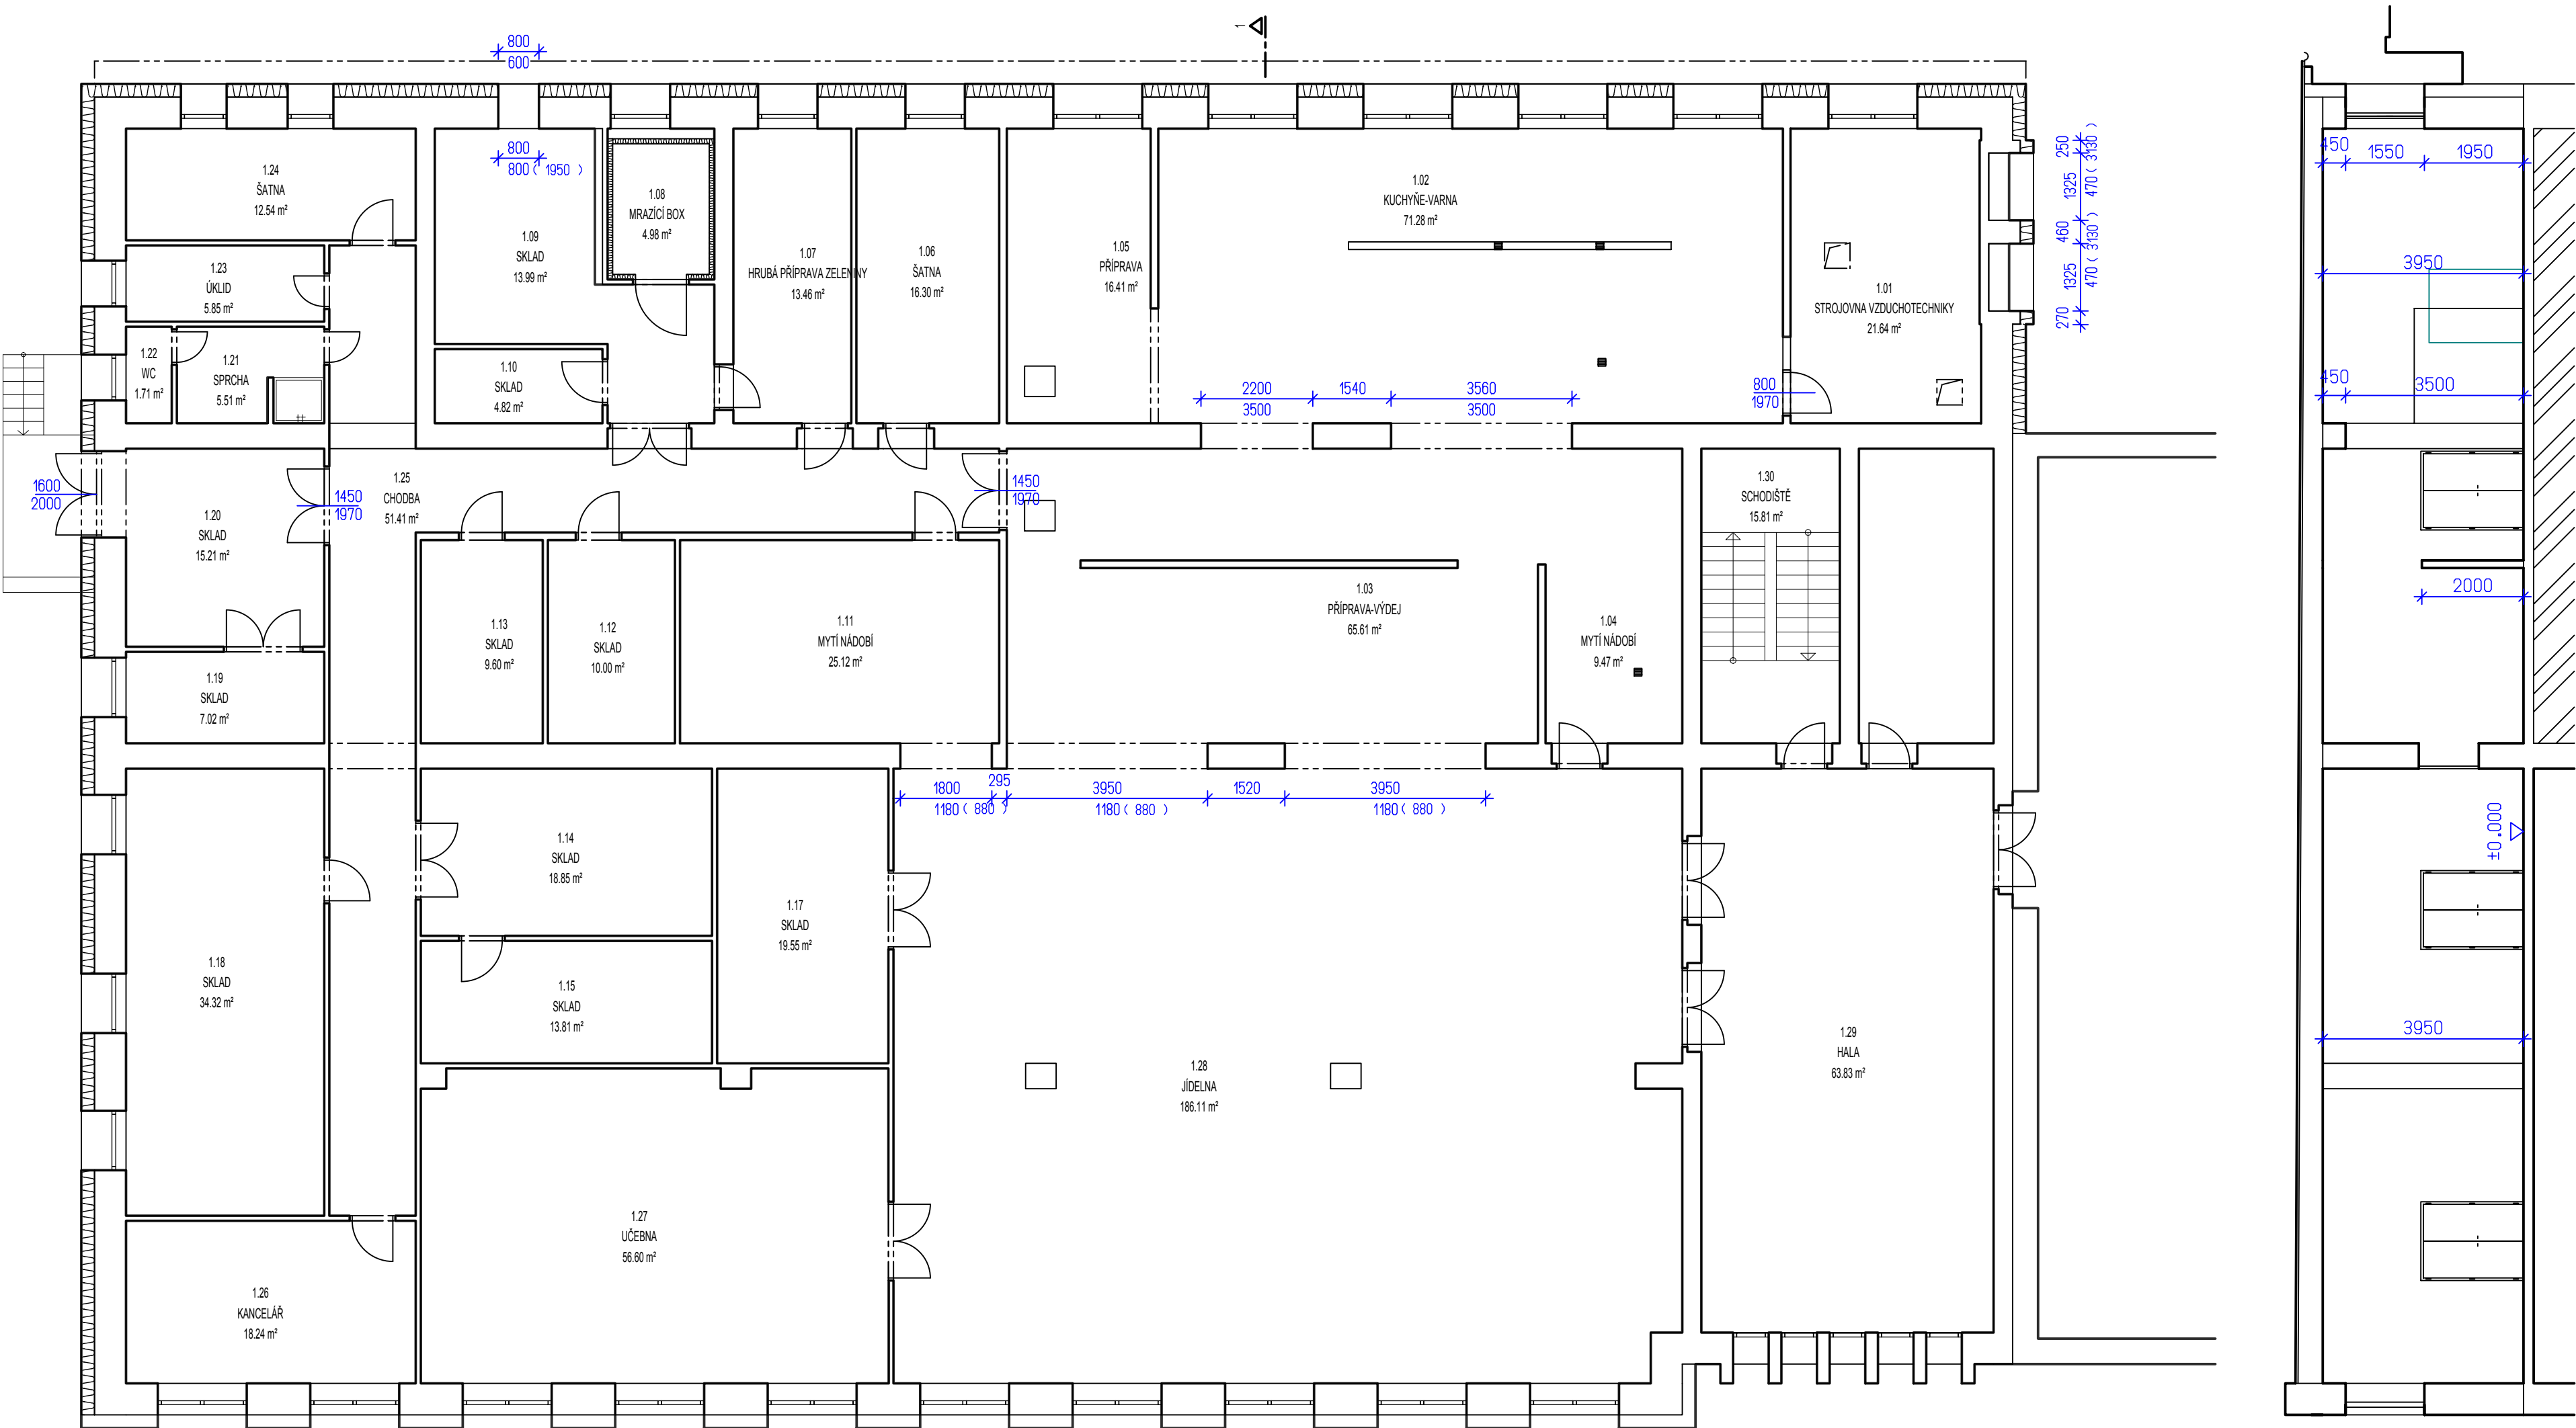 1
800
600
800
800 ( 1950 )
1.24
ŠATNA
12.54 m²
1.23
ÚKLID
5.85 m²
1.22
WC
1.71 m²
1.21
SPRCHA
5.51 m²
1.09
SKLAD
13.99 m²
1.08
MRAZÍCÍ BOX
4.98 m²
1.10
SKLAD
4.82 m²
1.07
HRUBÁ PŘÍPRAVA ZELENINY
13.46 m²
1.06
ŠATNA
16.30 m²
1.05
PŘÍPRAVA
16.41 m²
1.02
KUCHYŇE-VARNA
71.28 m²
1.01
STROJOVNA VZDUCHOTECHNIKY
21.64 m²
250
1325
470 ( 3130 )
460
1325
470 ( 3130 )
270
2200
3500
1540
3560
3500
800
1970
1600
2000
1450
1970
1.25
CHODBA
51.41 m²
1450
1970
1.20
SKLAD
15.21 m²
1.19
SKLAD
7.02 m²
1.13
SKLAD
9.60 m²
1.12
SKLAD
10.00 m²
1.11
MYTÍ NÁDOBÍ
25.12 m²
1.03
PŘÍPRAVA-VÝDEJ
65.61 m²
1.04
MYTÍ NÁDOBÍ
9.47 m²
1.30
SCHODIŠTĚ
15.81 m²
1800
1180 ( 880 )
295
3950
1180 ( 880 )
1520
3950
1180 ( 880 )
1.14
SKLAD
18.85 m²
1.15
SKLAD
13.81 m²
1.17
SKLAD
19.55 m²
1.18
SKLAD
34.32 m²
1.26
KANCELÁŘ
18.24 m²
1.27
UČEBNA
56.60 m²
1.28
JÍDELNA
186.11 m²
1.29
HALA
63.83 m²
450
1550
1950
3950
450
3500
2000
±0.000
3950